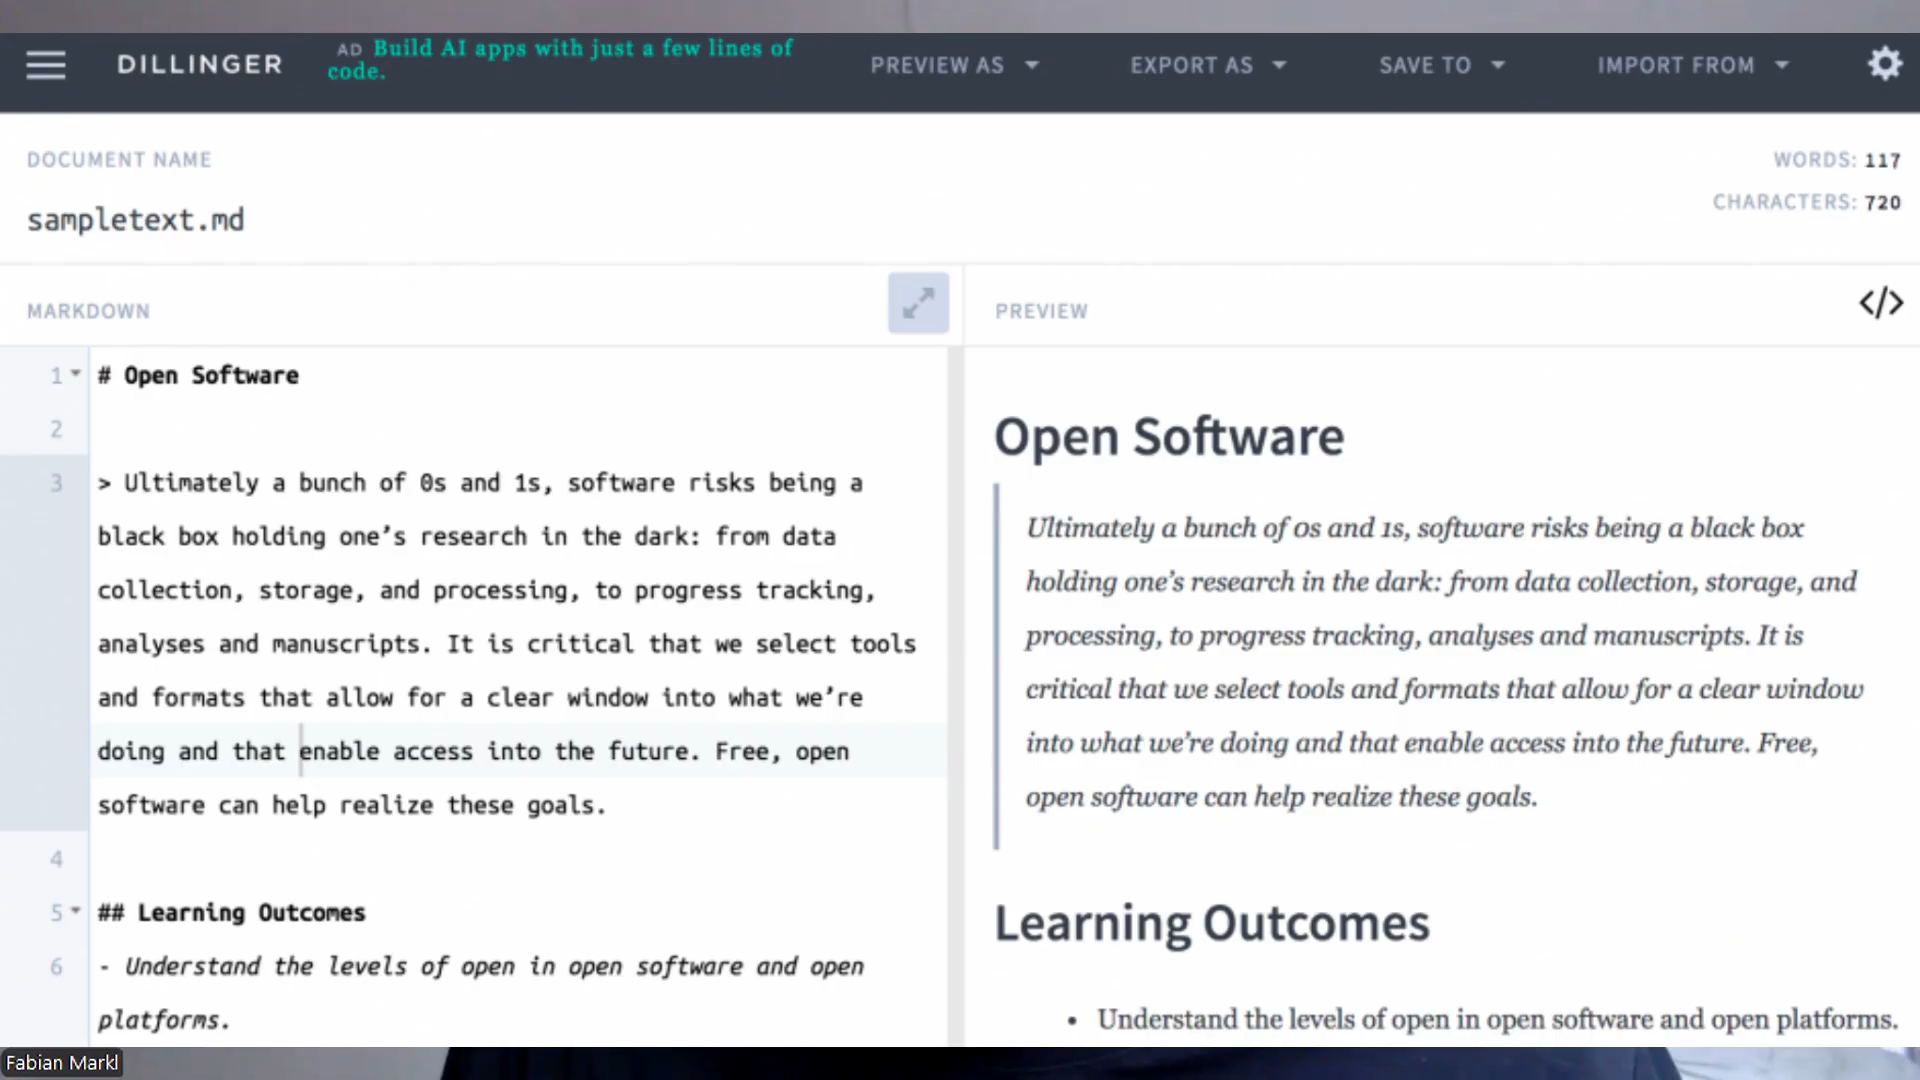 DILLINGER
AD Build AI apps with just a few lines of
code.
PREVIEW AS
EXPORT AS
SAVE TO
IMPORT FROM
DOCUMENT NAME
sampletext.md
WORDS: 117
CHARACTERS: 720
MARKDOWN
1 # Open Software
2
3 > Ultimately a bunch of 0s and 1s, software risks being a
black box holding one’s research in the dark: from data
collection, storage, and processing, to progress tracking,
analyses and manuscripts. It is critical that we select tools
and formats that allow for a clear window into what we’re
doing and that enable access into the future. Free, open
software can help realize these goals.
4
5 ## Learning Outcomes
6 - Understand the levels of open in open software and open
platforms.
PREVIEW
</>
Open Software
Ultimately a bunch of 0s and 1s, software risks being a black box
holding one’s research in the dark: from data collection, storage, and
processing, to progress tracking, analyses and manuscripts. It is
critical that we select tools and formats that allow for a clear window
into what we’re doing and that enable access into the future. Free,
open software can help realize these goals.
Learning Outcomes
• Understand the levels of open in open software and open platforms.
Fabian Markl